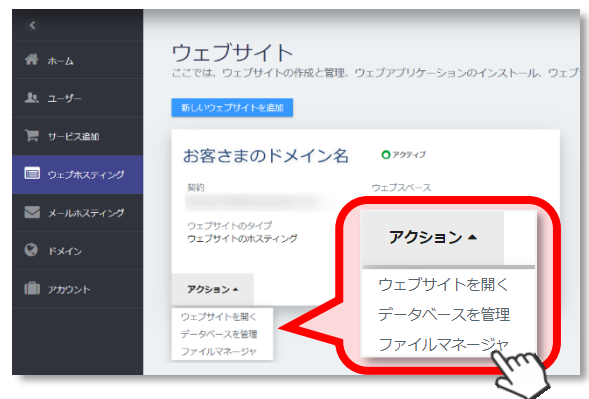 ホーム
ユーザー
サービス追加
ウェブホスティング
メールホスティング
ドメイン
アカウント
ウェブサイト
ここでは、ウェブサイトの作成と管理、ウェブアプリケーションのインストール、ウェブ
新しいウェブサイトを追加
お客さまのドメイン名
アクティブ
契約
ウェブスペース
ウェブサイトのタイプ
ウェブサイトのホスティング
アクション
ウェブサイトを開く
データベースを管理
ファイルマネージャ
アクション
ウェブサイトを開く
データベースを管理
ファイルマネージャ